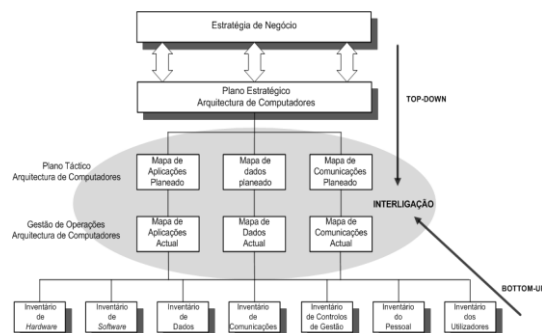 Estratégia de Negócio
Plano Estratégico
Arquitectura de Computadores
TOP-DOWN
Plano Táctico
Arquitectura de Computadores
Mapa de
Aplicações
Planeado
Mapa de
dados
planeado
Mapa de
Comunicações
Planeado
INTERLIGAÇÃO
Gestão de Operações
Arquitectura de Computadores
Mapa de
Aplicações
Actual
Mapa de
Dados
Actual
Mapa de
Comunicações
Actual
BOTTOM-U
Inventário
de
Hardware
Inventário
de
Software
Inventário
de
Dados
Inventário
de
Comunicações
Inventário
de Controlos
de Gestão
Inventário
do
Pessoal
Inventário
dos
Utilizadores